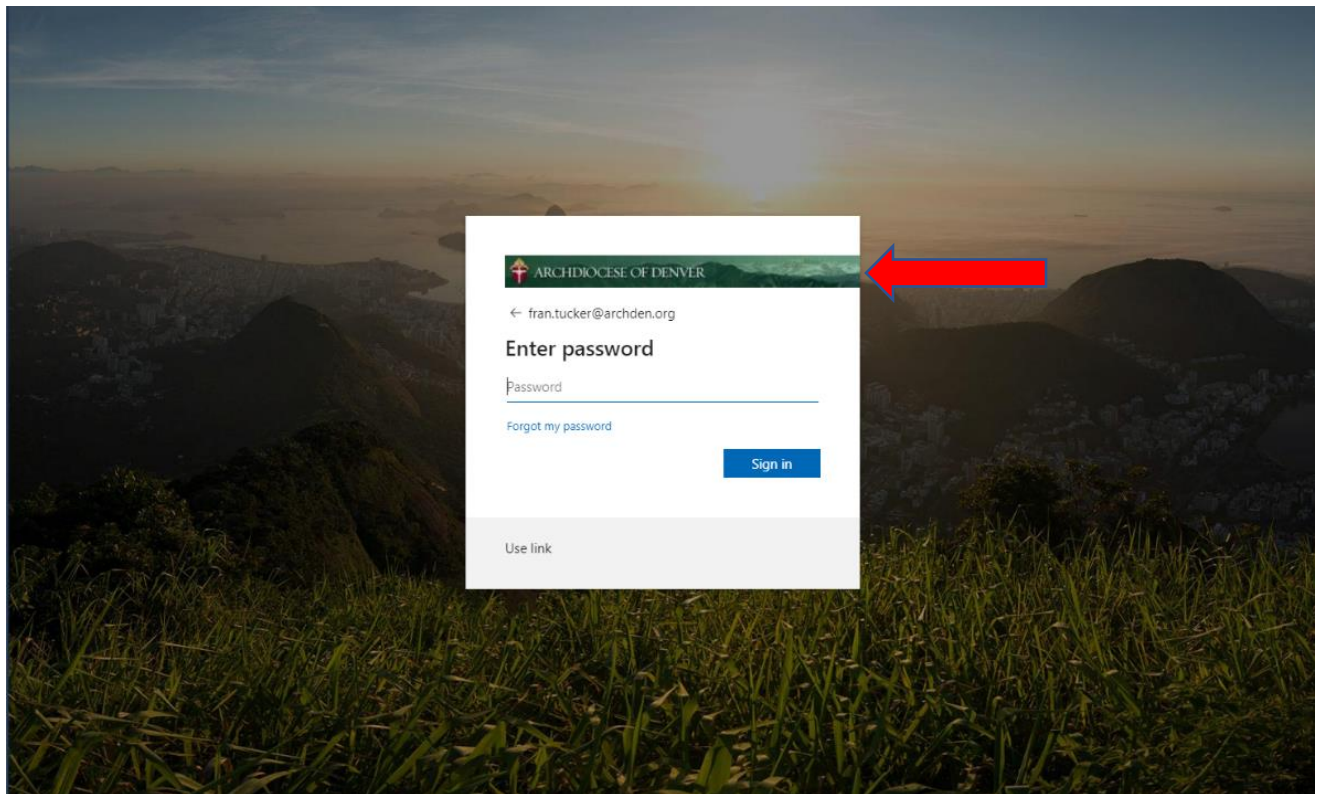 ARCHDIOCESE OF DENVER
← fran.tucker@archden.org
Enter password
Password
Forgot my password
Sign in
Use link